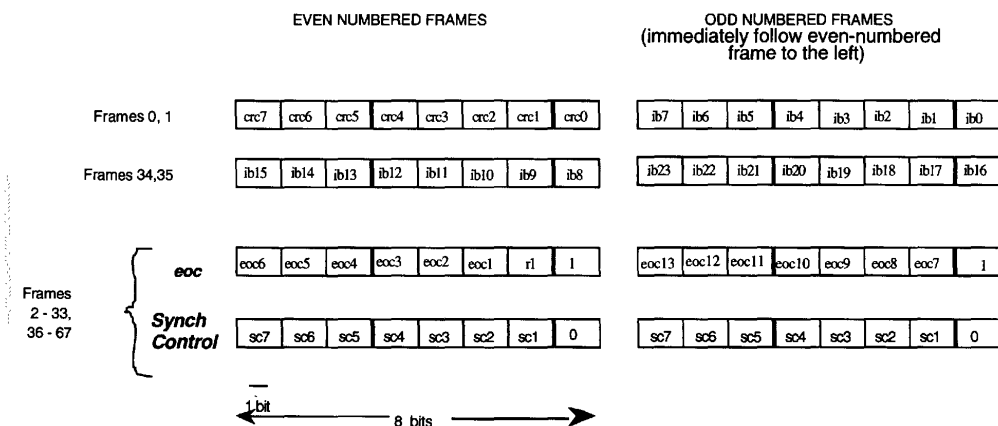 EVEN NUMBERED FRAMES
ODD NUMBERED FRAMES
(immediately follow even-numbered
frame to the left)
Frames 0, 1
crc7 crc6 crc5 crc4 crc3 crc2 crc1 crc0
ib7 ib6 ib5 ib4 ib3 ib2 ib1 ib0
Frames 34,35
ib15 ib14 ib13 ib12 ib11 ib10 ib9 ib8
ib23 ib22 ib21 ib20 ib19 ib18 ib17 ib16
Frames
2 - 33,
36 - 67
eoc
eoc6 eoc5 eoc4 eoc3 eoc2 eoc1 r1 1
eoc13 eoc12 eoc11 eoc10 eoc9 eoc8 eoc7 1
Synch
Control
sc7 sc6 sc5 sc4 sc3 sc2 sc1 0
sc7 sc6 sc5 sc4 sc3 sc2 sc1 0
1 bit
8 bits